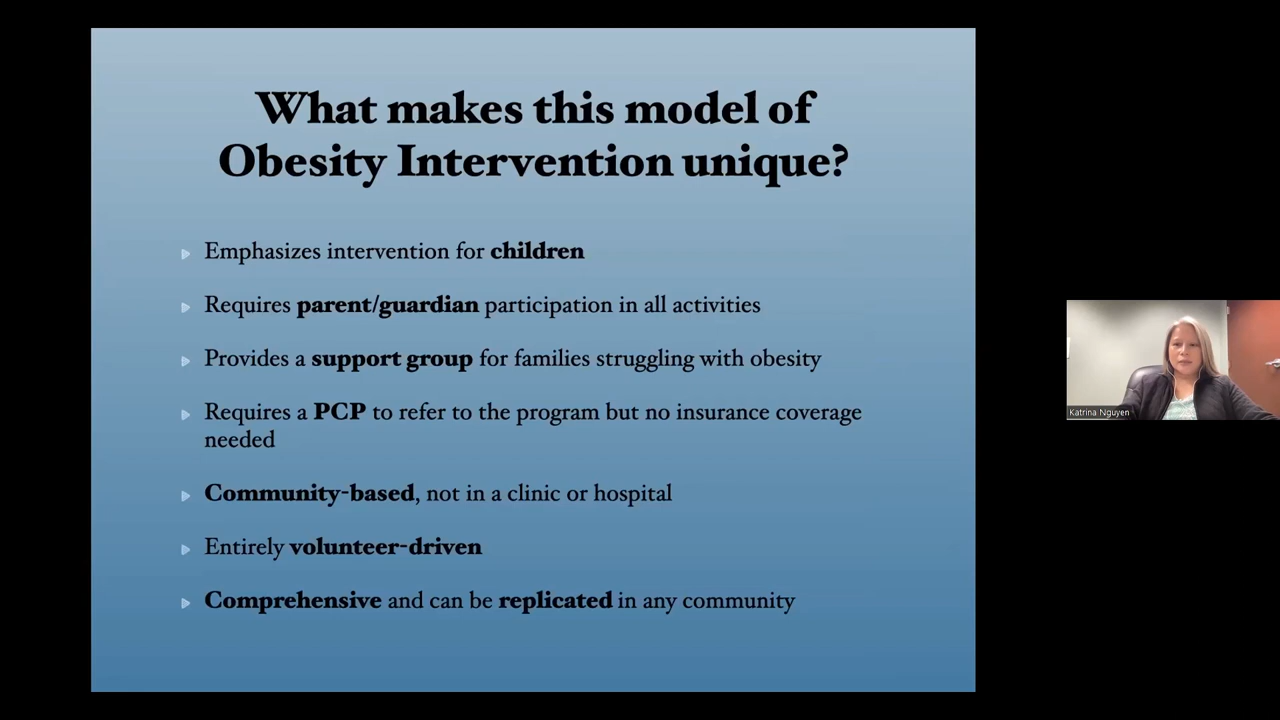 What makes this model of
Obesity Intervention unique?
Emphasizes intervention for children
Requires parent/guardian participation in all activities
Provides a support group for families struggling with obesity
Requires a PCP to refer to the program but no insurance coverage
needed
Community-based, not in a clinic or hospital
Entirely volunteer-driven
Comprehensive and can be replicated in any community
Katrina Nguyen